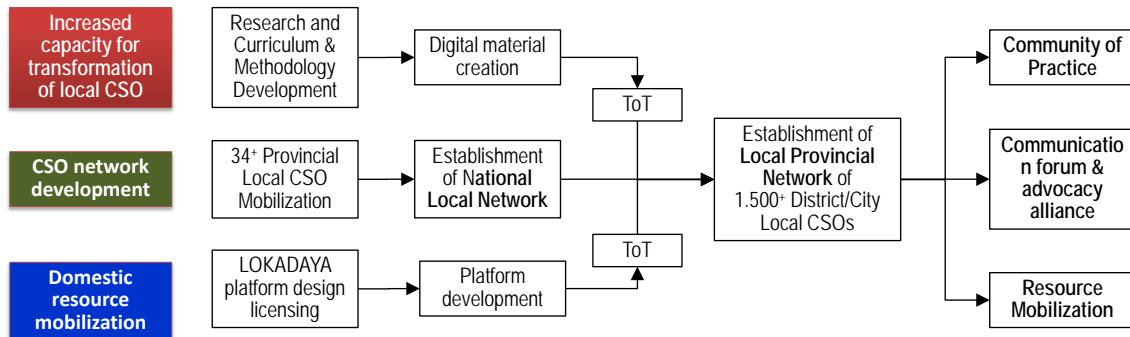 Increased
capacity for
transformation
of local CSO
Research and
Curriculum &
Methodology
Development
Digital material
creation
ToT
Community of
Practice
CSO network
development
34+ Provincial
Local CSO
Mobilization
Establishment
of National
Local Network
Establishment of
Local Provincial
Network of
1.500+ District/City
Local CSOs
Communicatio
n forum &
advocacy
alliance
Domestic
resource
mobilization
LOKADAYA
platform design
licensing
Platform
development
ToT
Resource
Mobilization